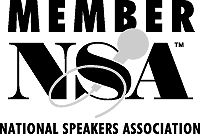 MEMBER
NSA™
NATIONAL SPEAKERS ASSOCIATION